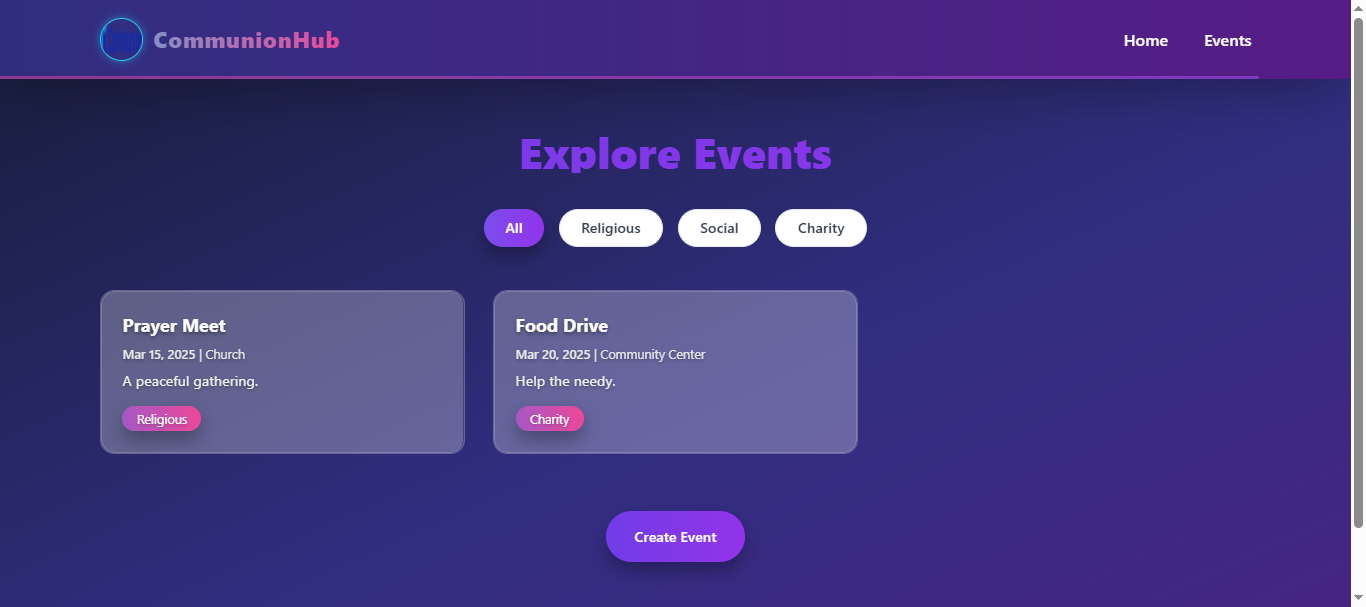 CommunionHub
Home Events
Explore Events
All Religious Social Charity
Prayer Meet
Mar 15, 2025 | Church
A peaceful gathering.
Religious
Food Drive
Mar 20, 2025 | Community Center
Help the needy.
Charity
Create Event